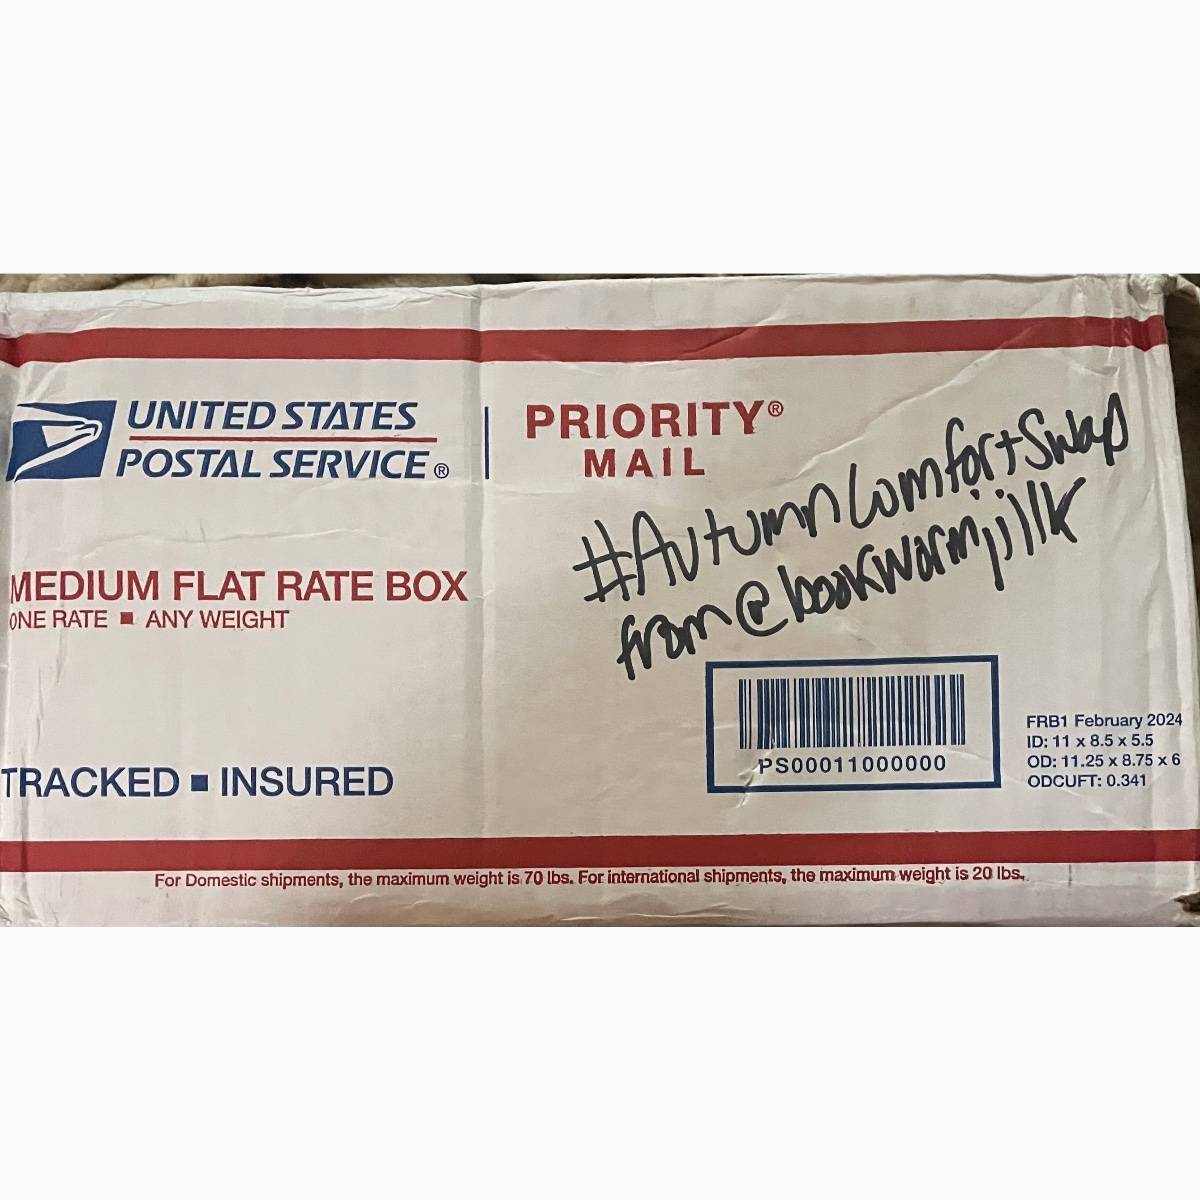 UNITED STATES
POSTAL SERVICE®
PRIORITY®
MAIL
#AutumnComfortSwap
from @bookwormjillk
MEDIUM FLAT RATE BOX
ONE RATE ■ ANY WEIGHT
TRACKED ■ INSURED
PS00011000000
FRB1 February 2024
ID: 11 x 8.5 x 5.5
OD: 11.25 x 8.75 x 6
ODCUFT: 0.341
For Domestic shipments, the maximum weight is 70 lbs. For international shipments, the maximum weight is 20 lbs.